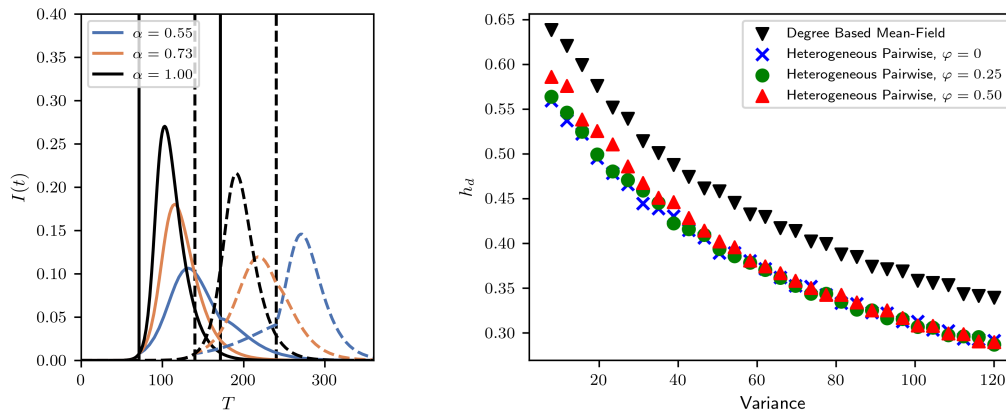 0.40
0.35
0.30
0.25
0.20
0.15
0.10
0.05
0.00
I(t)
α = 0.55
α = 0.73
α = 1.00
0
100
200
300
T
0.65
0.60
0.55
0.50
0.45
0.40
0.35
0.30
h_d
Degree Based Mean-Field
Heterogeneous Pairwise, φ = 0
Heterogeneous Pairwise, φ = 0.25
Heterogeneous Pairwise, φ = 0.50
20
40
60
80
100
120
Variance